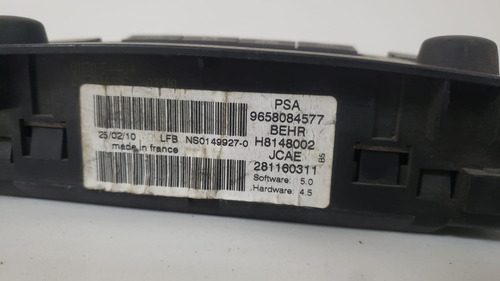 PSA
9658084577
BEHR
25/02/10 LFB NS0149927-0 H8148002
made in france JCAE B5
281160311
Software: 5.0
Hardware: 4.5